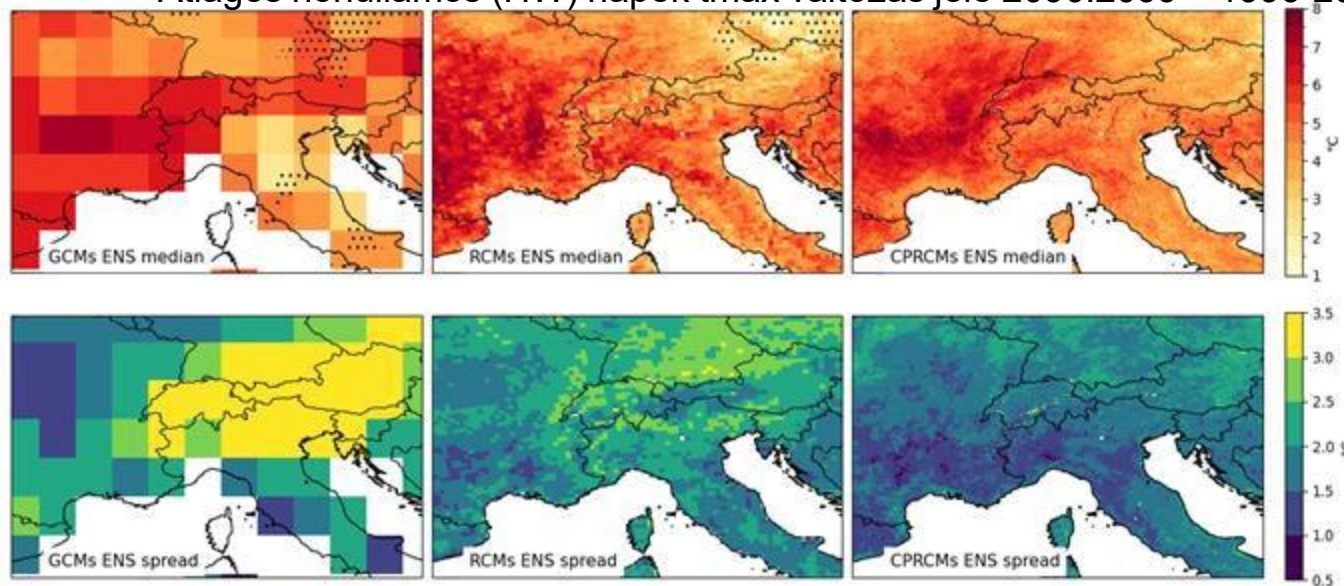 8
7
6
5
4
3
2
1
°C
GCMs ENS median
RCMs ENS median
CPRCMs ENS median
3.5
3.0
2.5
2.0
1.5
1.0
0.5
GCMs ENS spread
RCMs ENS spread
CPRCMs ENS spread